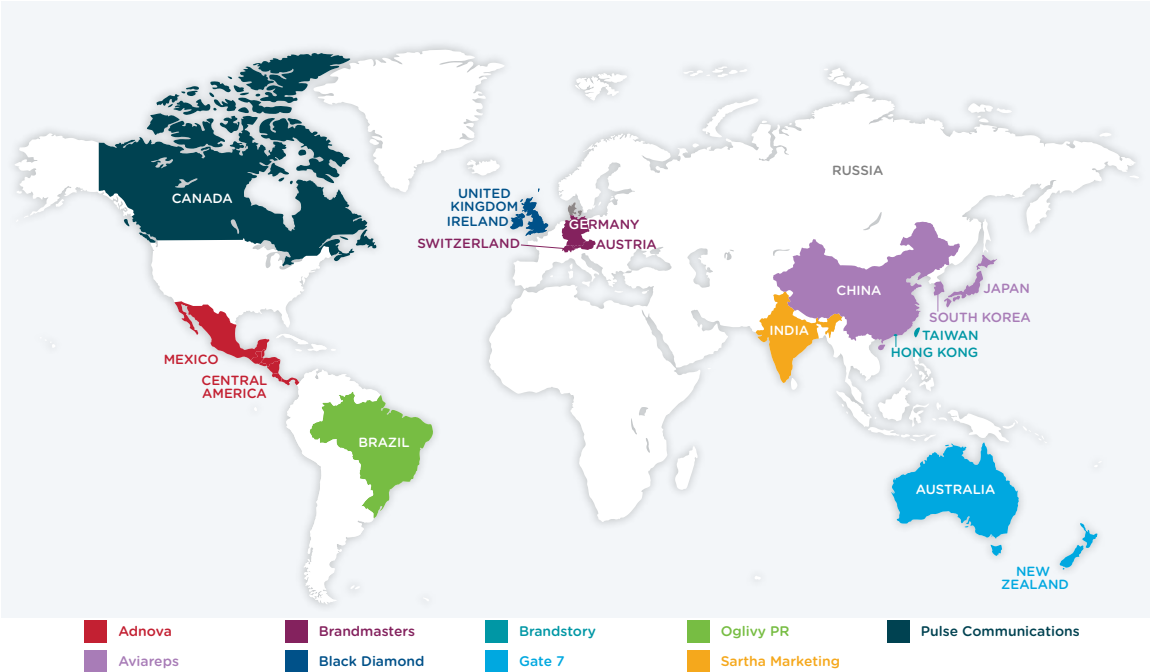 CANADA
RUSSIA
UNITED
KINGDOM
IRELAND
GERMANY
SWITZERLAND
AUSTRIA
CHINA
JAPAN
SOUTH KOREA
INDIA
TAIWAN
HONG KONG
MEXICO
CENTRAL
AMERICA
BRAZIL
AUSTRALIA
NEW
ZEALAND
Adnova
Brandmasters
Brandstory
Oglivy PR
Pulse Communications
Aviareps
Black Diamond
Gate 7
Sartha Marketing